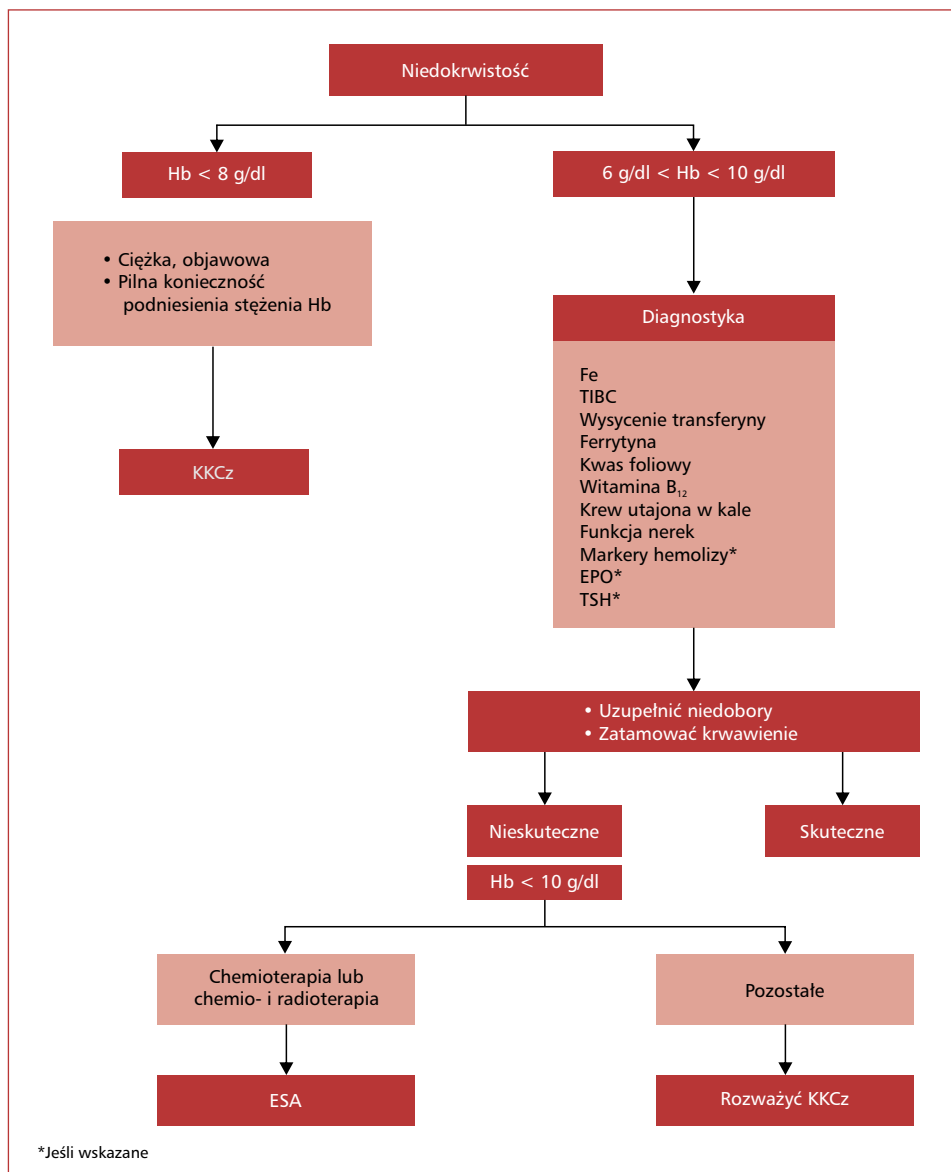 Niedokrwistość
Hb < 8 g/dl
6 g/dl < Hb < 10 g/dl
• Ciężka, objawowa
• Pilna konieczność
podniesienia stężenia Hb
KKCz
Diagnostyka
Fe
TIBC
Wysycenie transferyny
Ferrytyna
Kwas foliowy
Witamina B₁₂
Krew utajona w kale
Funkcja nerek
Markery hemolizy*
EPO*
TSH*
• Uzupełnić niedobory
• Zatamować krwawienie
Nieskuteczne
Skuteczne
Hb < 10 g/dl
Chemioterapia lub
chemio- i radioterapia
Pozostałe
ESA
Rozważyć KKCz
*Jeśli wskazane